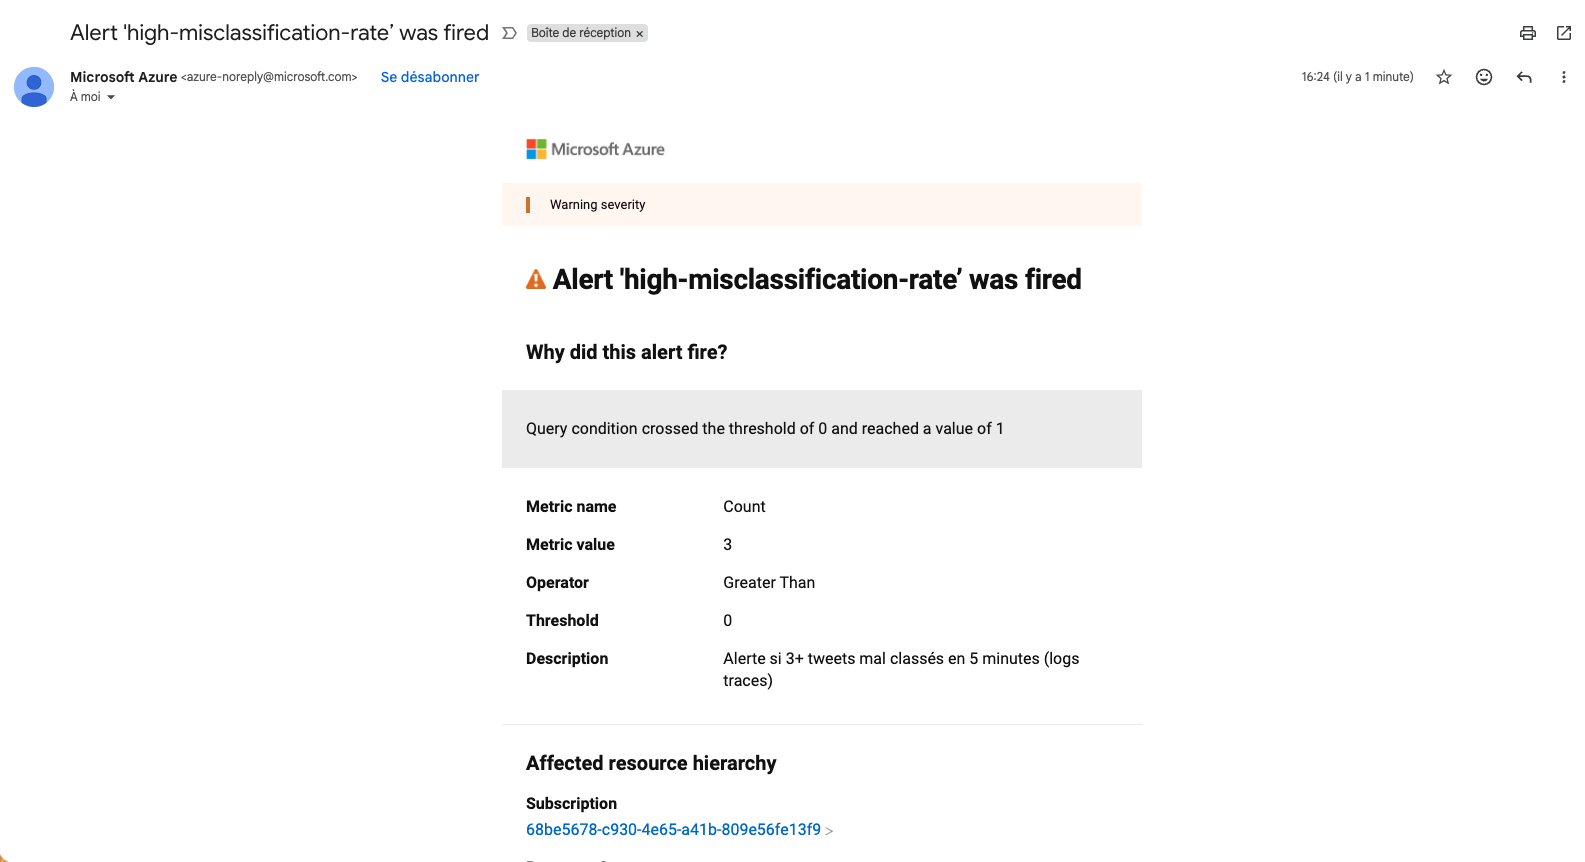 Alert 'high-misclassification-rate’ was fired
Boîte de réception ×
Microsoft Azure <azure-noreply@microsoft.com> Se désabonner
16:24 (il y a 1 minute)
À moi
Microsoft Azure
Warning severity
Alert 'high-misclassification-rate’ was fired
Why did this alert fire?
Query condition crossed the threshold of 0 and reached a value of 1
Metric name Count
Metric value 3
Operator Greater Than
Threshold 0
Description Alerte si 3+ tweets mal classés en 5 minutes (logs
traces)
Affected resource hierarchy
Subscription
68be5678-c930-4e65-a41b-809e56fe13f9 >